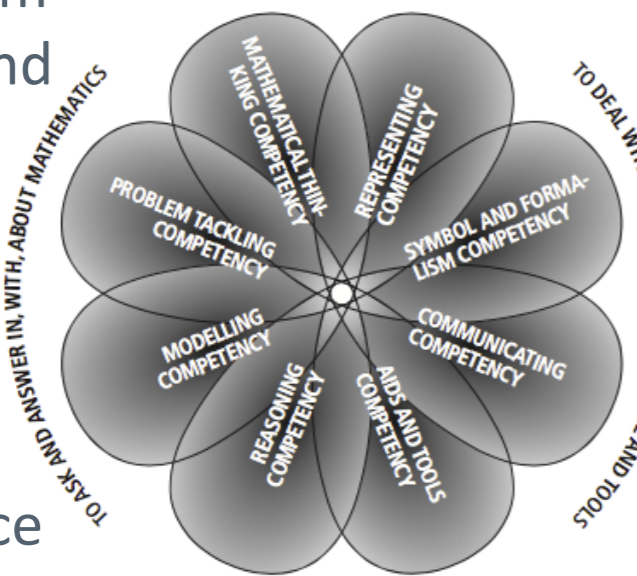 nd
TO ASK AND ANSWER IN, WITH, ABOUT MATHEMATICS
MATHEMATICAL THIN-
KING COMPETENCY
REPRESENTING
COMPETENCY
TO DEAL
PROBLEM TACKLING
COMPETENCY
SYMBOL AND FORMA-
LISM COMPETENCY
MODELLING
COMPETENCY
COMMUNICATING
COMPETENCY
REASONING
COMPETENCY
AIDS AND TOOLS
COMPETENCY
AND TOOLS
ce